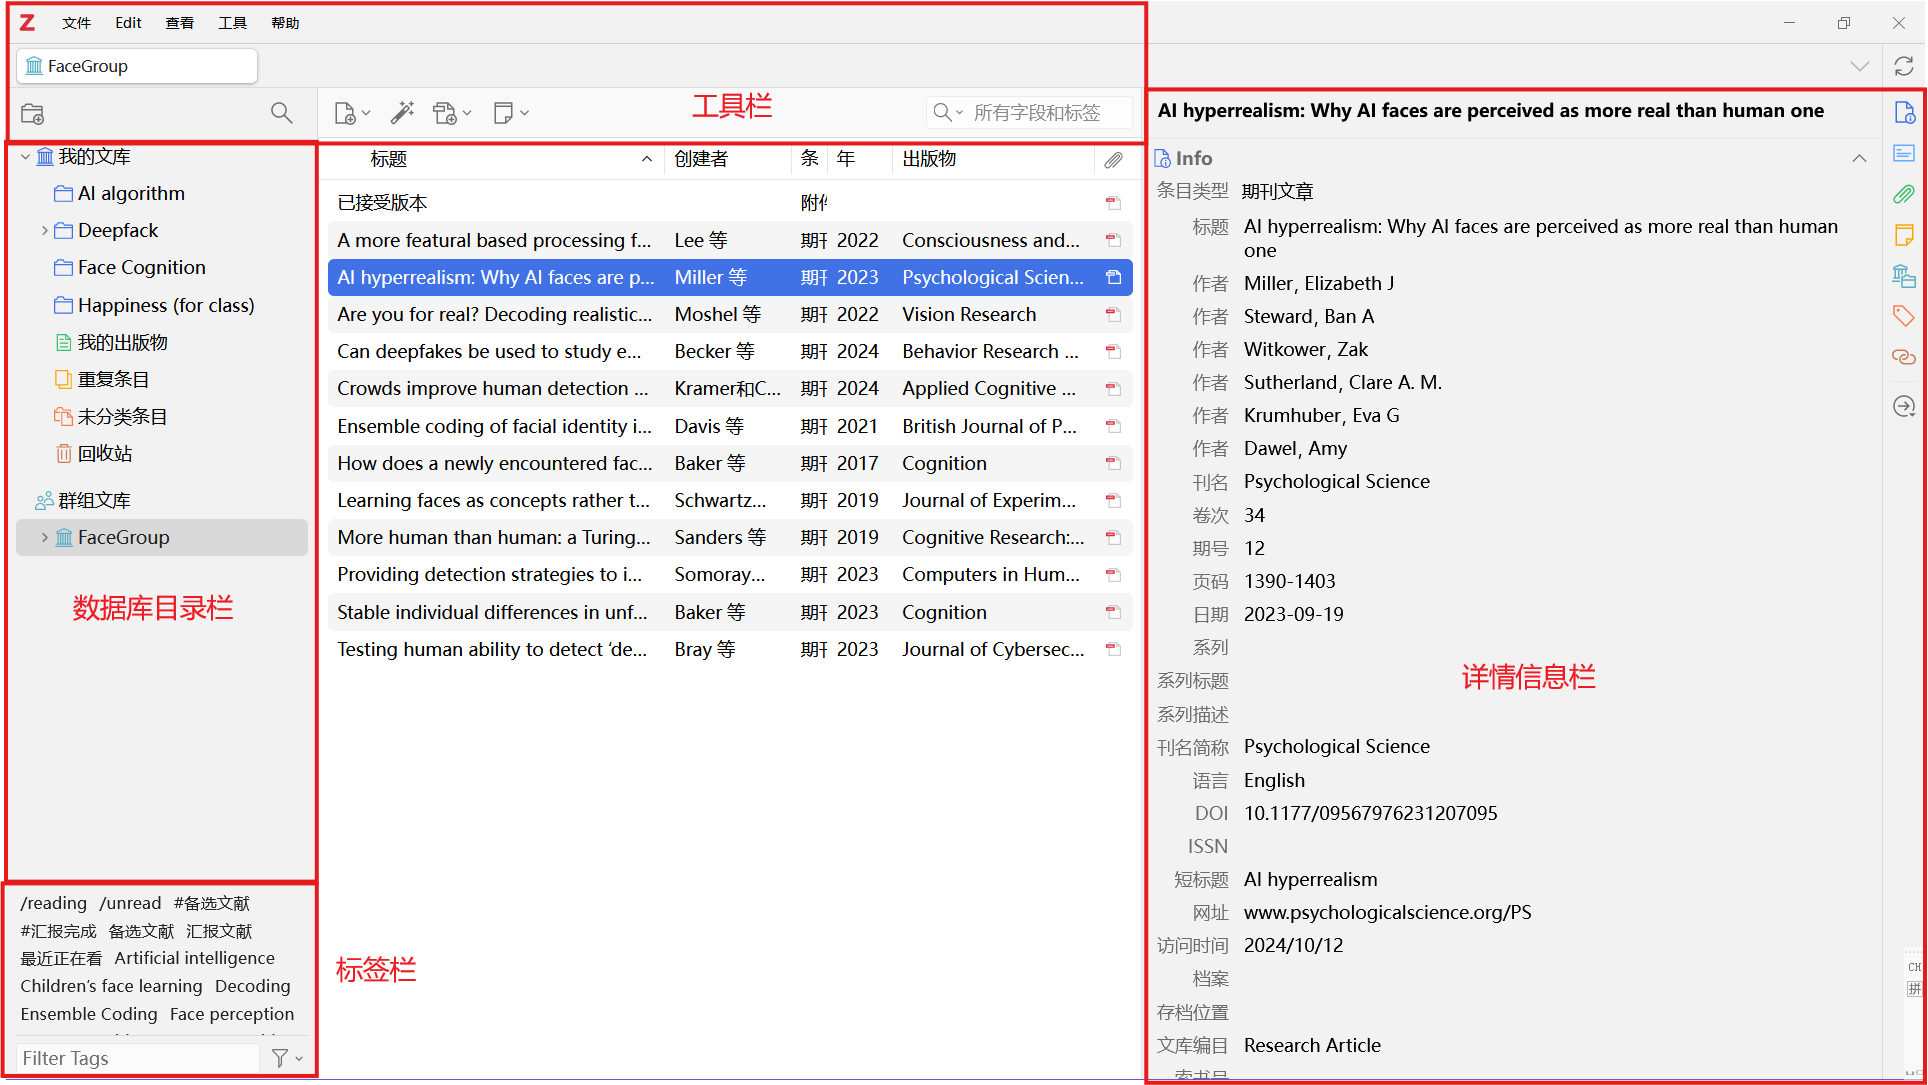 Z 文件 Edit 查看 工具 帮助
FaceGroup
工具栏
所有字段和标签
我的文库
AI algorithm
Deepfack
Face Cognition
Happiness (for class)
我的出版物
重复条目
未分类条目
回收站
群组文库
FaceGroup
数据库目录栏
/reading /unread #备选文献
#汇报完成 备选文献 汇报文献
最近正在看 Artificial intelligence
Children's face learning Decoding
Ensemble Coding Face perception
Filter Tags
标题 创建者 条 年 出版物
已接受版本 附件
A more featural based processing f... Lee 等 期刊 2022 Consciousness and...
AI hyperrealism: Why AI faces are p... Miller 等 期刊 2023 Psychological Scien...
Are you for real? Decoding realistic... Moshel 等 期刊 2022 Vision Research
Can deepfakes be used to study e... Becker 等 期刊 2024 Behavior Research ...
Crowds improve human detection ... Kramer和C... 期刊 2024 Applied Cognitive ...
Ensemble coding of facial identity i... Davis 等 期刊 2021 British Journal of P...
How does a newly encountered fac... Baker 等 期刊 2017 Cognition
Learning faces as concepts rather t... Schwartz... 期刊 2019 Journal of Experim...
More human than human: a Turing... Sanders 等 期刊 2019 Cognitive Research:...
Providing detection strategies to i... Somoray... 期刊 2023 Computers in Hum...
Stable individual differences in unf... Baker 等 期刊 2023 Cognition
Testing human ability to detect ‘de... Bray 等 期刊 2023 Journal of Cybersec...
标签栏
AI hyperrealism: Why AI faces are perceived as more real than human one
Info
条目类型 期刊文章
标题 AI hyperrealism: Why AI faces are perceived as more real than human
one
作者 Miller, Elizabeth J
作者 Steward, Ban A
作者 Witkower, Zak
作者 Sutherland, Clare A. M.
作者 Krumhuber, Eva G
作者 Dawel, Amy
刊名 Psychological Science
卷次 34
期号 12
页码 1390-1403
日期 2023-09-19
系列
详情信息栏
系列标题
系列描述
刊名简称 Psychological Science
语言 English
DOI 10.1177/09567976231207095
ISSN
短标题 AI hyperrealism
网址 www.psychologicalscience.org/PS
访问时间 2024/10/12
档案
存档位置
文库编目 Research Article
索书号
CH
拼